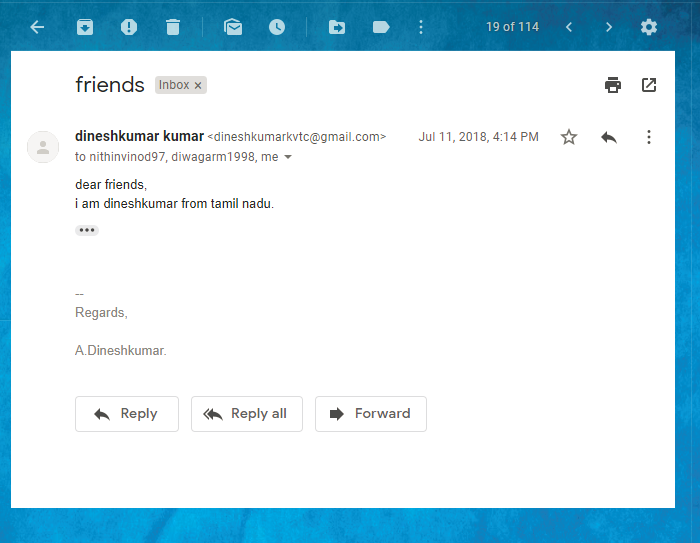 19 of 114
friends Inbox x
dineshkumar kumar <dineshkumarkvtc@gmail.com> Jul 11, 2018, 4:14 PM
to nithinvinod97, diwagarm1998, me
dear friends,
i am dineshkumar from tamil nadu.
--
Regards,
A.Dineshkumar.
Reply Reply all Forward